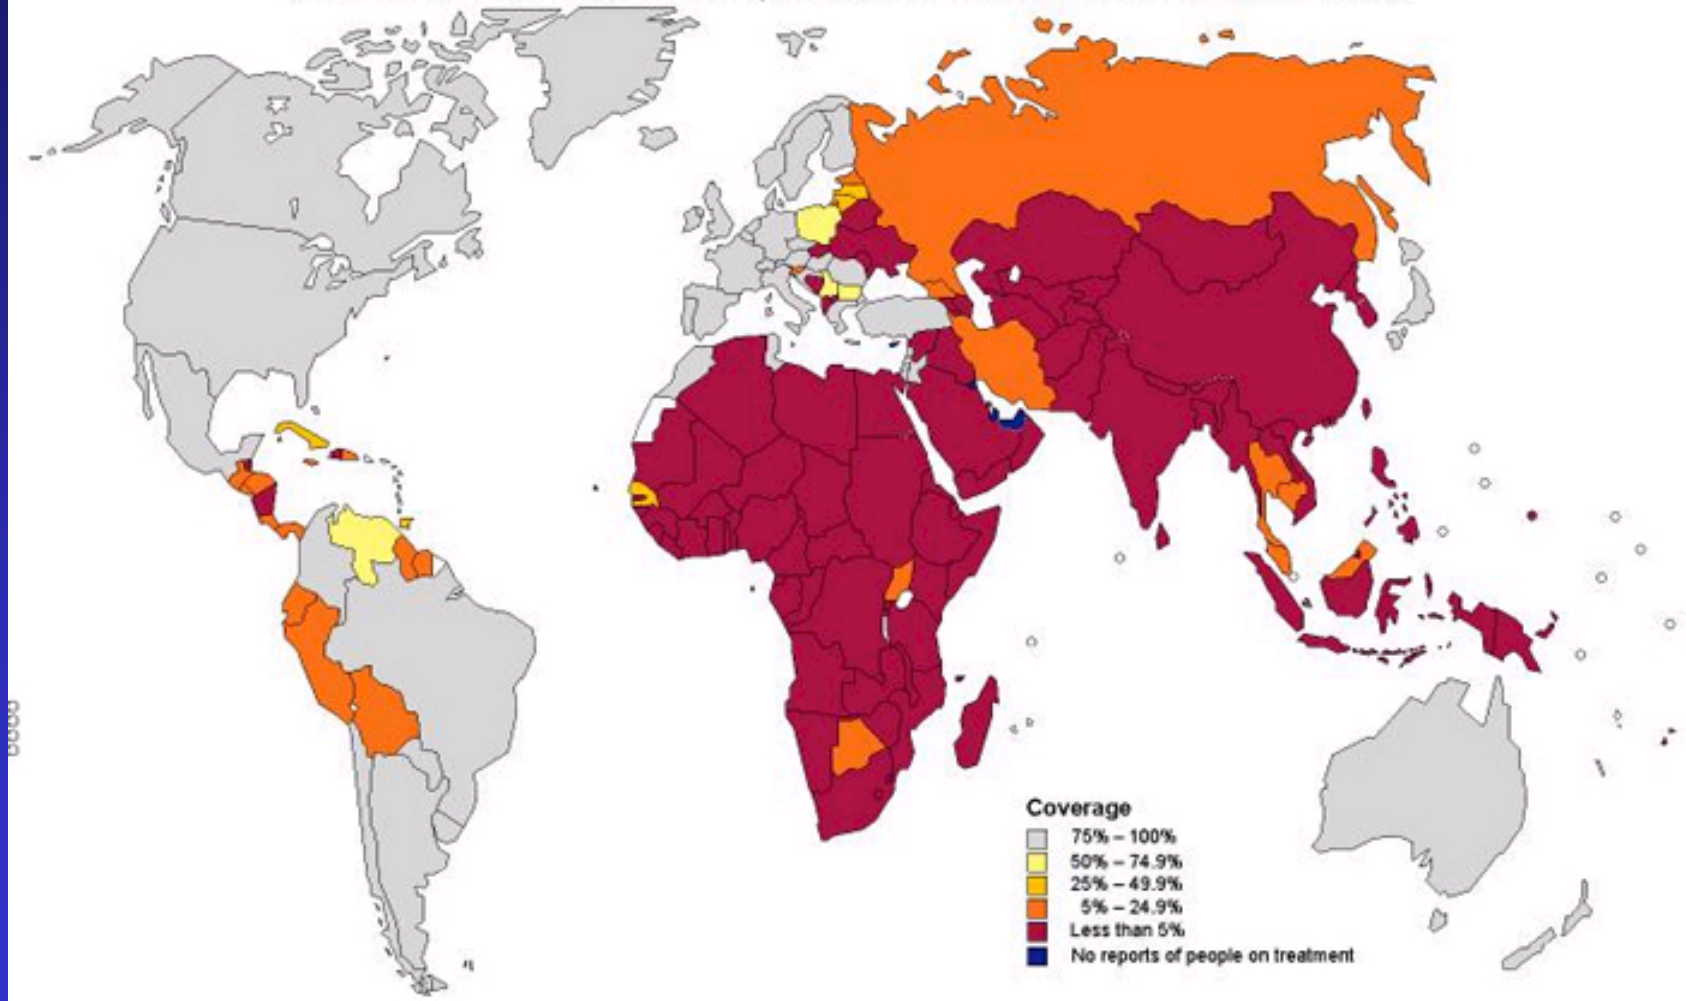 Coverage
75% – 100%
50% – 74.9%
25% – 49.9%
5% – 24.9%
Less than 5%
No reports of people on treatment